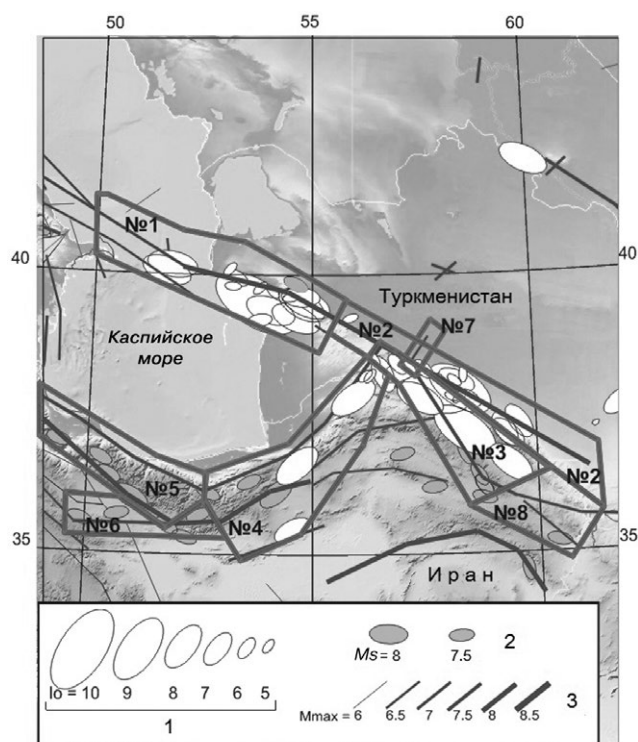 50 55 60
№1
40 40
Туркменистан
№7
№2
Каспийское
море
№3
№2
№5
№8
№6 №4
35 35
Иран
Io = 10 9 8 7 6 5
1
Ms = 8 7.5 2
Mmax = 6 6.5 7 7.5 8 8.5 3